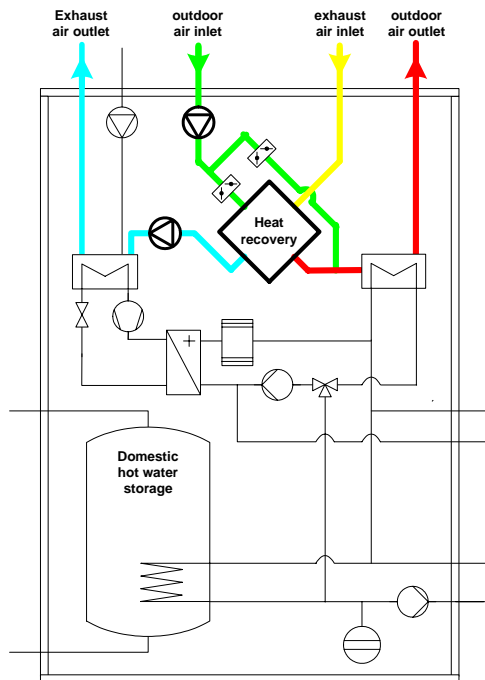 Exhaust
air outlet
outdoor
air inlet
exhaust
air inlet
outdoor
air outlet
Heat
recovery
+
Domestic
hot water
storage